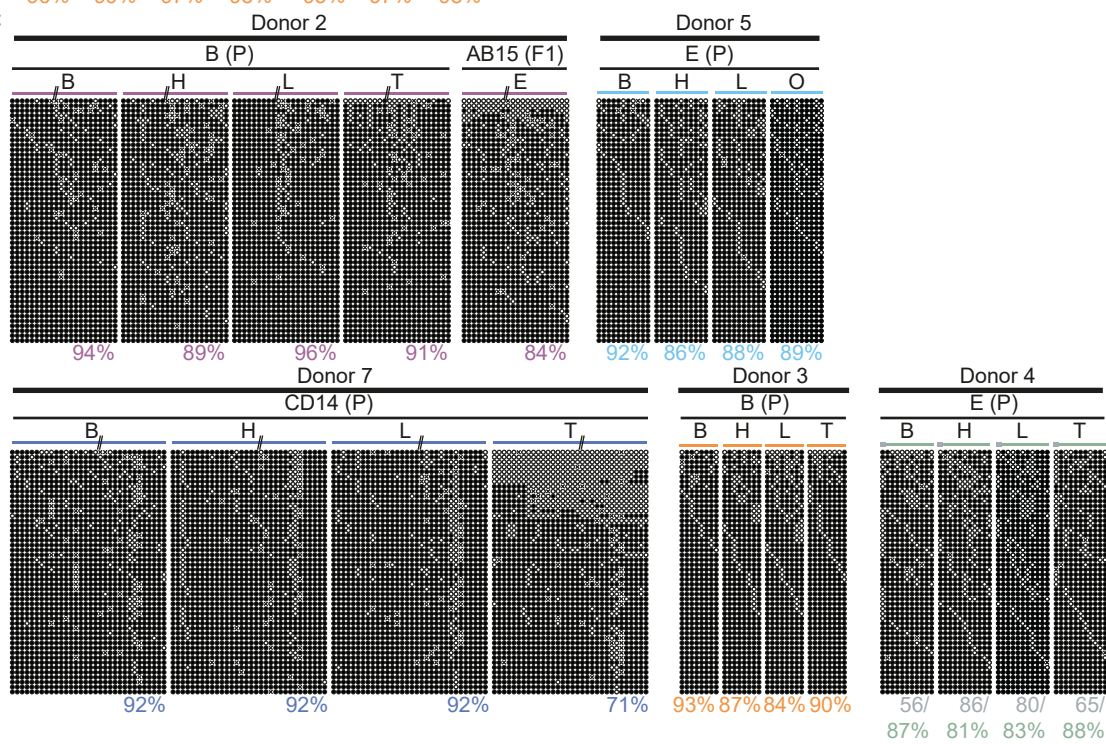 Donor 2 Donor 5
B (P) AB15 (F1) E (P)
B H L T E B H L O
94% 89% 96% 91% 84% 92% 86% 88% 89%
Donor 7 Donor 3 Donor 4
CD14 (P) B (P) E (P)
B H L T B H L T B H L T
92% 92% 92% 71% 93% 87% 84% 90% 56/ 86/ 80/ 65/
87% 81% 83% 88%